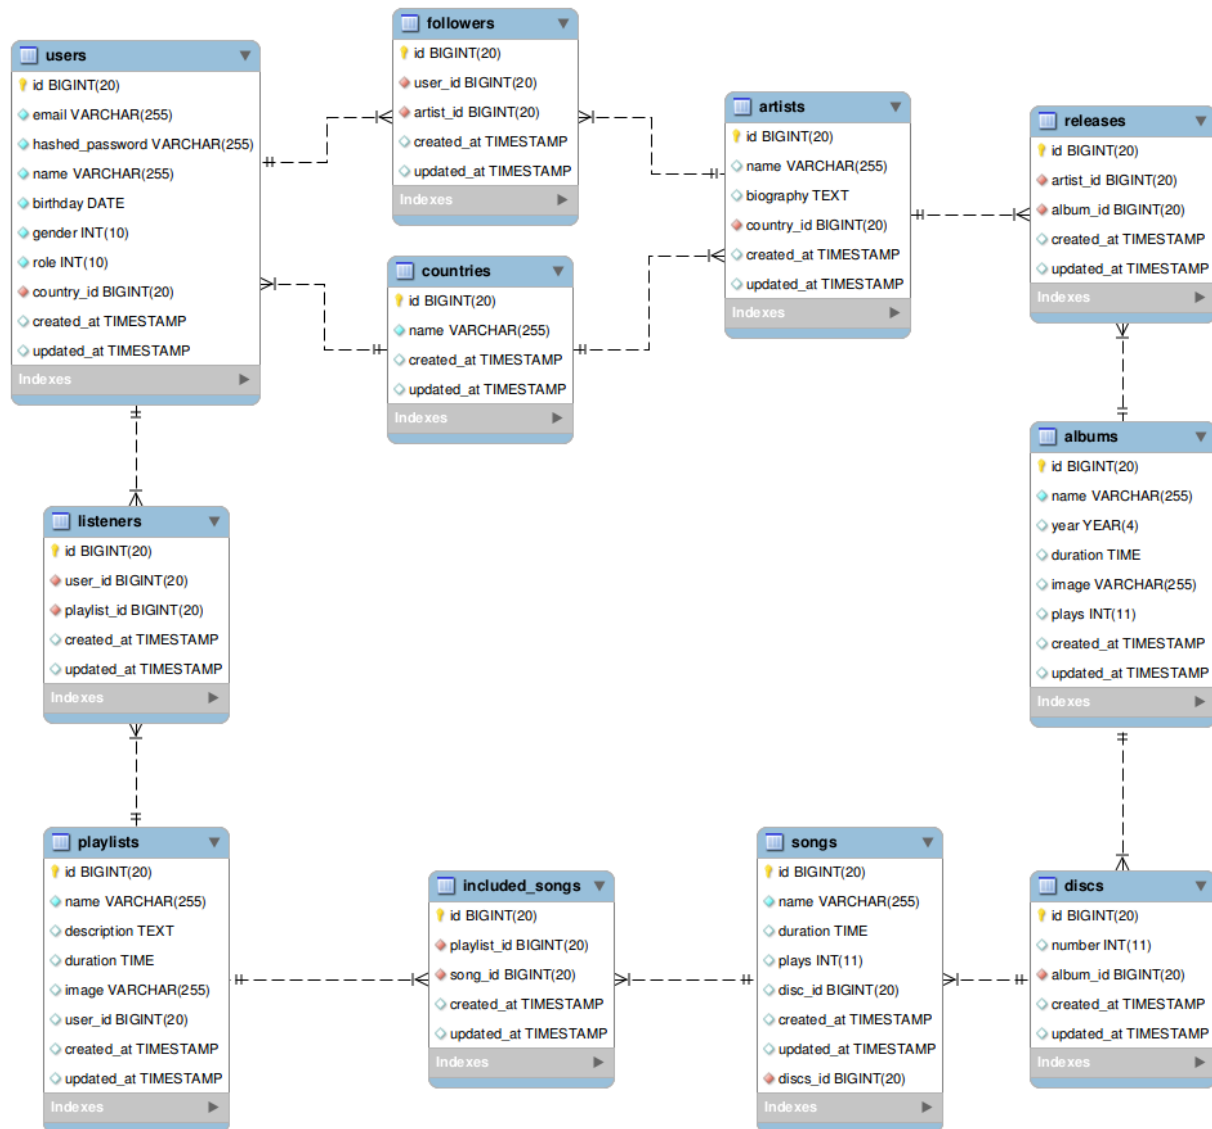 users
id BIGINT(20)
email VARCHAR(255)
hashed_password VARCHAR(255)
name VARCHAR(255)
birthday DATE
gender INT(10)
role INT(10)
country_id BIGINT(20)
created_at TIMESTAMP
updated_at TIMESTAMP
Indexes
followers
id BIGINT(20)
user_id BIGINT(20)
artist_id BIGINT(20)
created_at TIMESTAMP
updated_at TIMESTAMP
Indexes
countries
id BIGINT(20)
name VARCHAR(255)
created_at TIMESTAMP
updated_at TIMESTAMP
Indexes
artists
id BIGINT(20)
name VARCHAR(255)
biography TEXT
country_id BIGINT(20)
created_at TIMESTAMP
updated_at TIMESTAMP
Indexes
releases
id BIGINT(20)
artist_id BIGINT(20)
album_id BIGINT(20)
created_at TIMESTAMP
updated_at TIMESTAMP
Indexes
albums
id BIGINT(20)
name VARCHAR(255)
year YEAR(4)
duration TIME
image VARCHAR(255)
plays INT(11)
created_at TIMESTAMP
updated_at TIMESTAMP
Indexes
listeners
id BIGINT(20)
user_id BIGINT(20)
playlist_id BIGINT(20)
created_at TIMESTAMP
updated_at TIMESTAMP
Indexes
playlists
id BIGINT(20)
name VARCHAR(255)
description TEXT
duration TIME
image VARCHAR(255)
user_id BIGINT(20)
created_at TIMESTAMP
updated_at TIMESTAMP
Indexes
included_songs
id BIGINT(20)
playlist_id BIGINT(20)
song_id BIGINT(20)
created_at TIMESTAMP
updated_at TIMESTAMP
Indexes
songs
id BIGINT(20)
name VARCHAR(255)
duration TIME
plays INT(11)
disc_id BIGINT(20)
created_at TIMESTAMP
updated_at TIMESTAMP
discs_id BIGINT(20)
Indexes
discs
id BIGINT(20)
number INT(11)
album_id BIGINT(20)
created_at TIMESTAMP
updated_at TIMESTAMP
Indexes